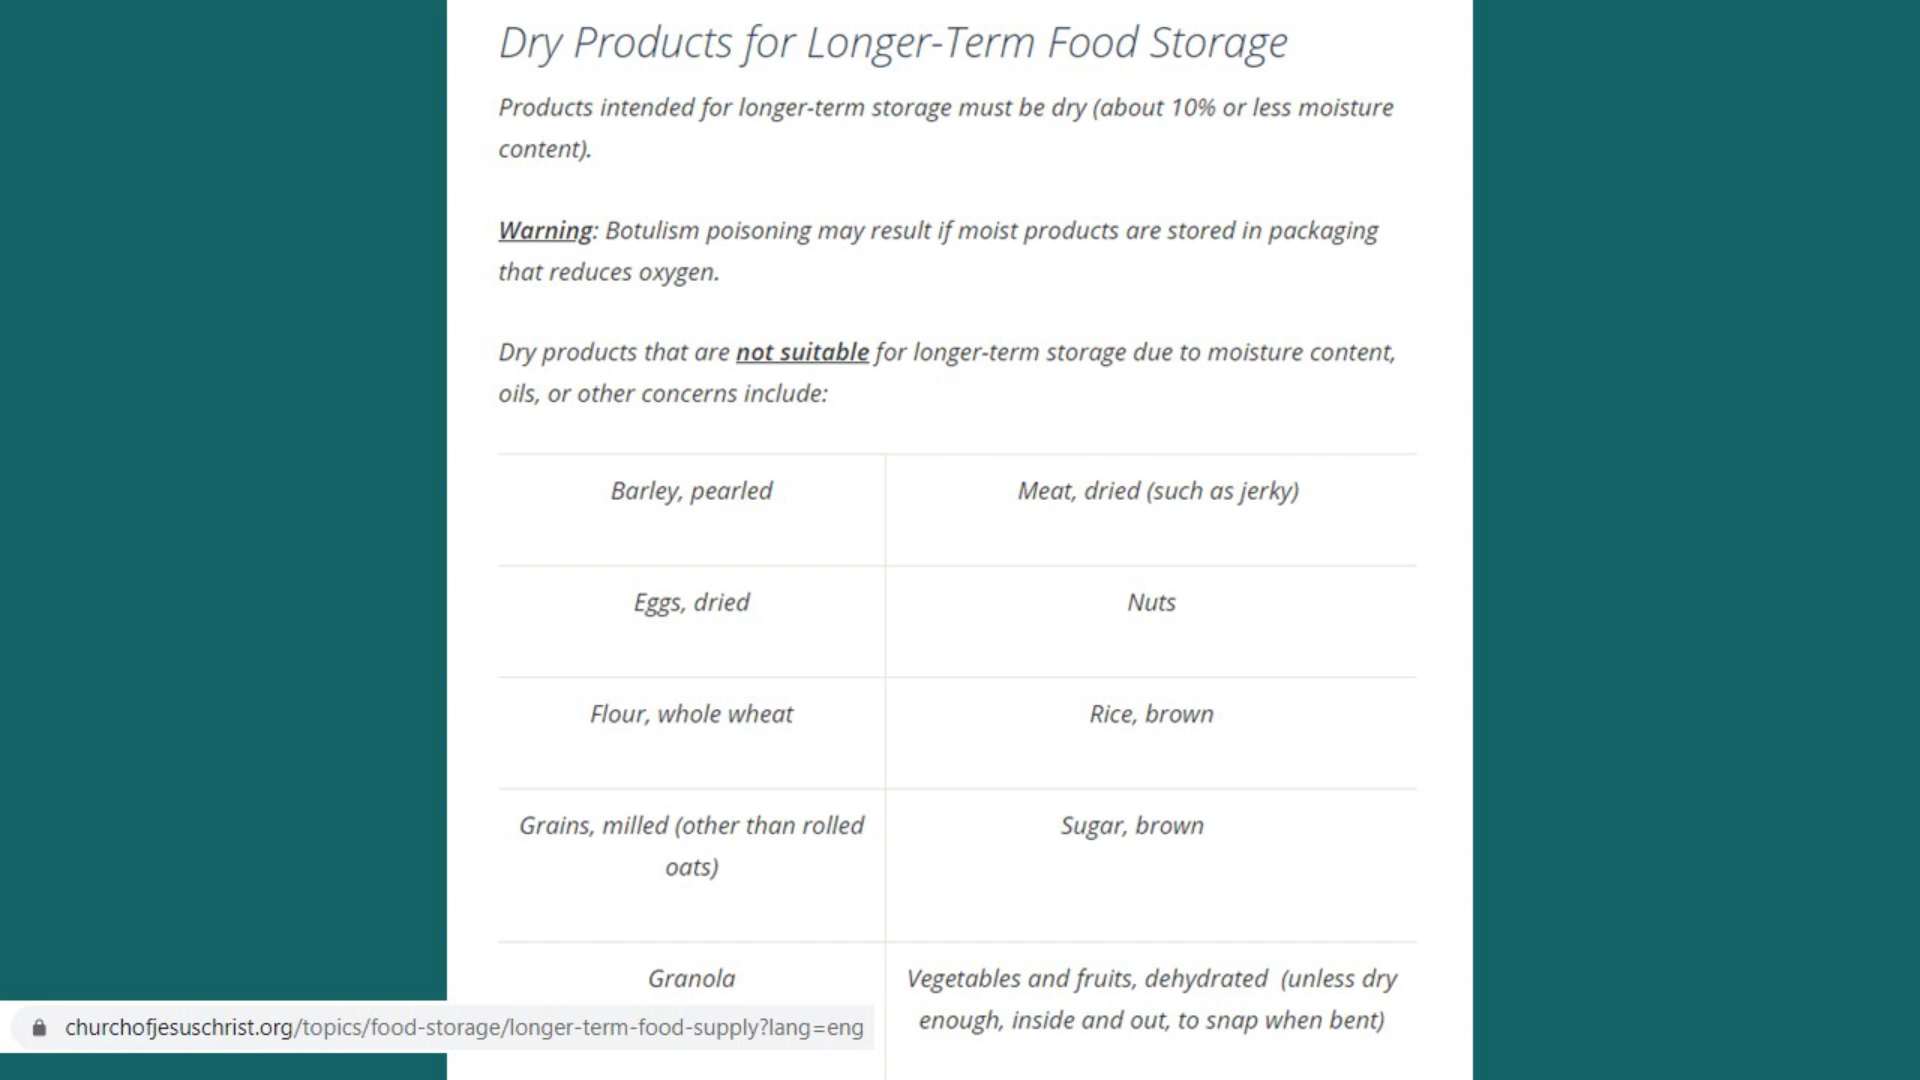 Dry Products for Longer-Term Food Storage
Products intended for longer-term storage must be dry (about 10% or less moisture
content).
Warning: Botulism poisoning may result if moist products are stored in packaging
that reduces oxygen.
Dry products that are not suitable for longer-term storage due to moisture content,
oils, or other concerns include:
Barley, pearled
Meat, dried (such as jerky)
Eggs, dried
Nuts
Flour, whole wheat
Rice, brown
Grains, milled (other than rolled
oats)
Sugar, brown
Granola
Vegetables and fruits, dehydrated (unless dry
enough, inside and out, to snap when bent)
churchofjesuschrist.org/topics/food-storage/longer-term-food-supply?lang=eng